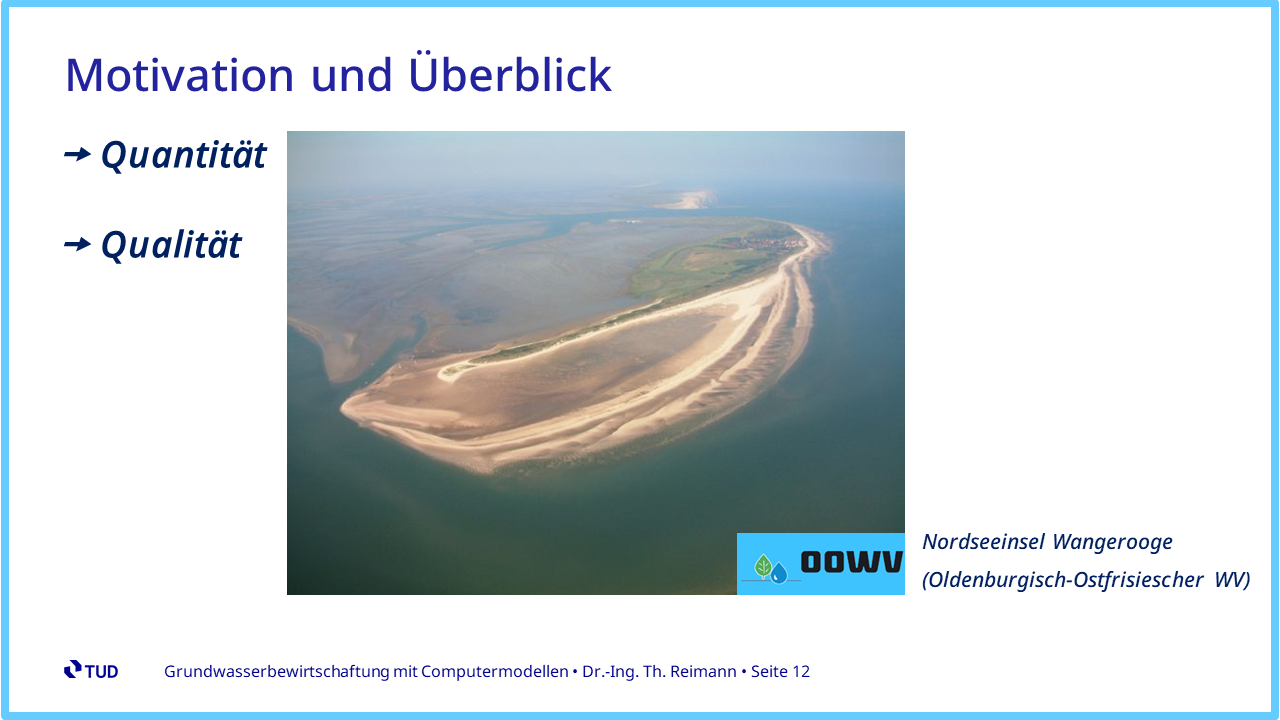 Motivation und Überblick
→ Quantität
→ Qualität
OOWV
Nordseeinsel Wangerooge
(Oldenburgisch-Ostfrisiescher WV)
TUD
Grundwasserbewirtschaftung mit Computermodellen • Dr.-Ing. Th. Reimann • Seite 12